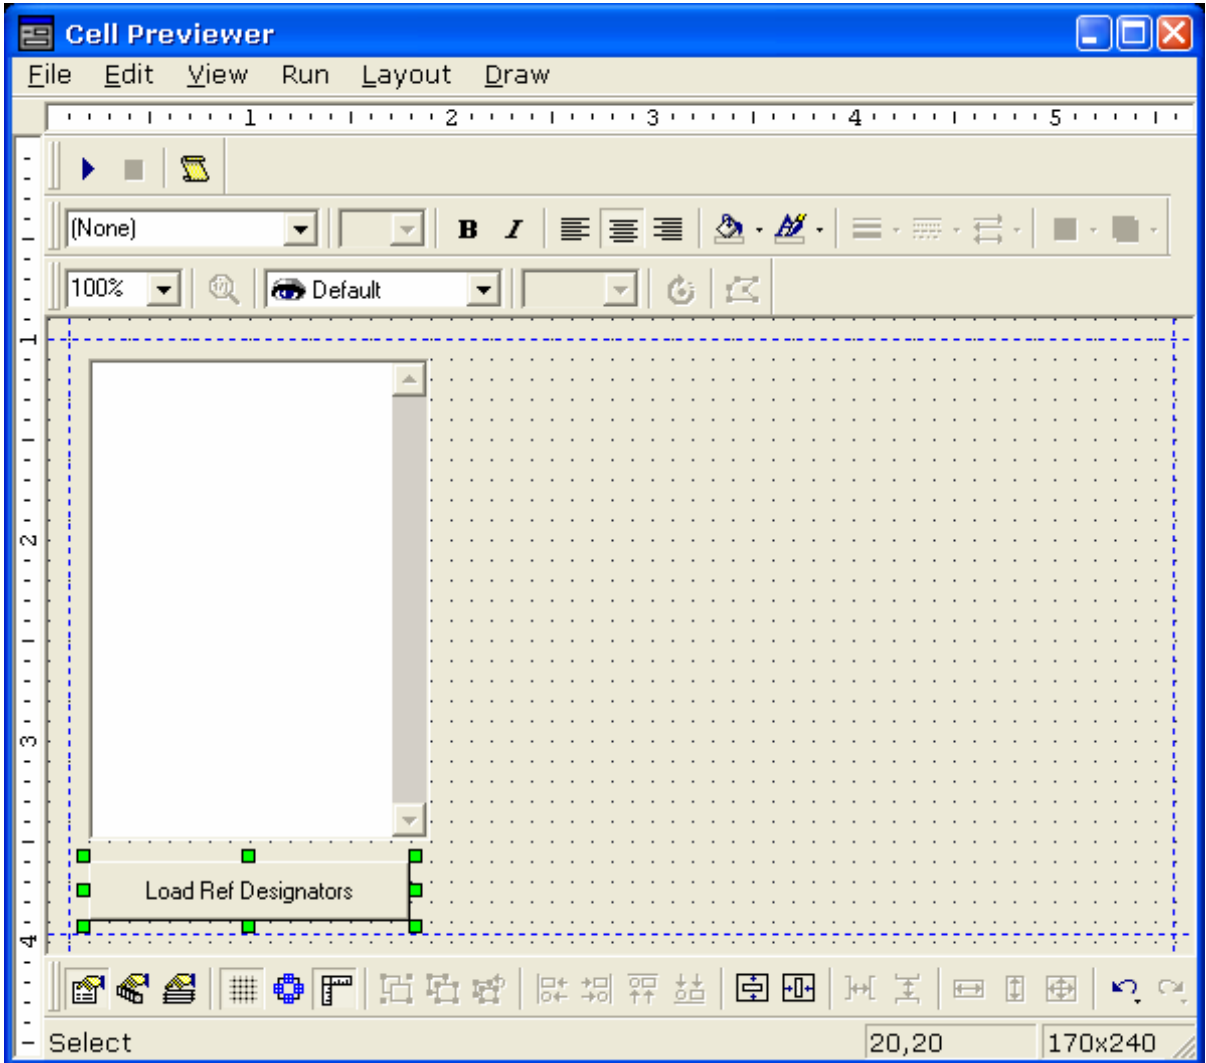 Cell Previewer
File Edit View Run Layout Draw
1 2 3 4 5
(None) B I
100% Default
1
2
3
Load Ref Designators
4
Select 20,20 170x240